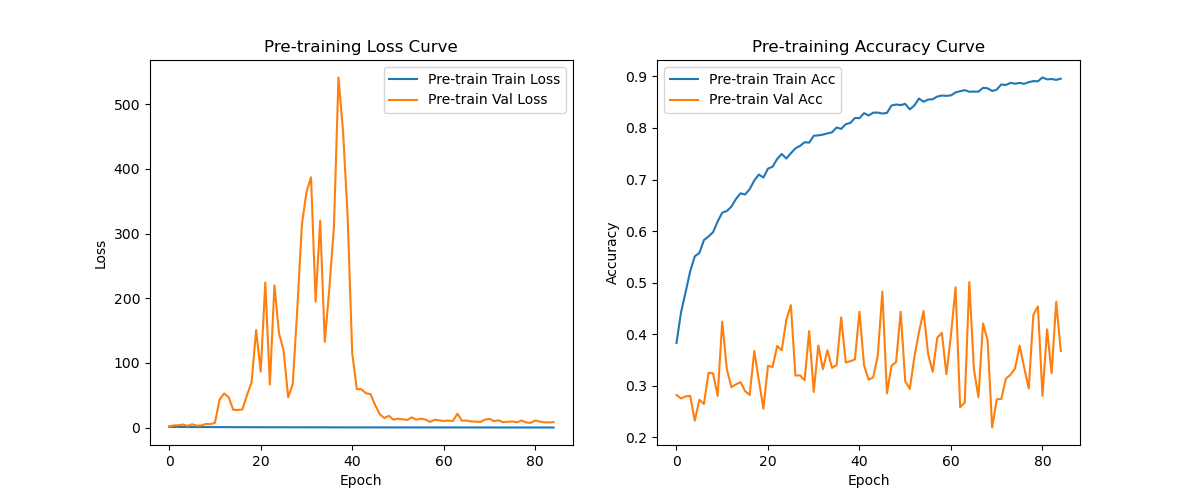 Pre-training Loss Curve
Pre-train Train Loss
Pre-train Val Loss
500
400
300
200
100
0
Loss
0 20 40 60 80
Epoch
Pre-training Accuracy Curve
Pre-train Train Acc
Pre-train Val Acc
0.9
0.8
0.7
0.6
0.5
0.4
0.3
0.2
Accuracy
0 20 40 60 80
Epoch